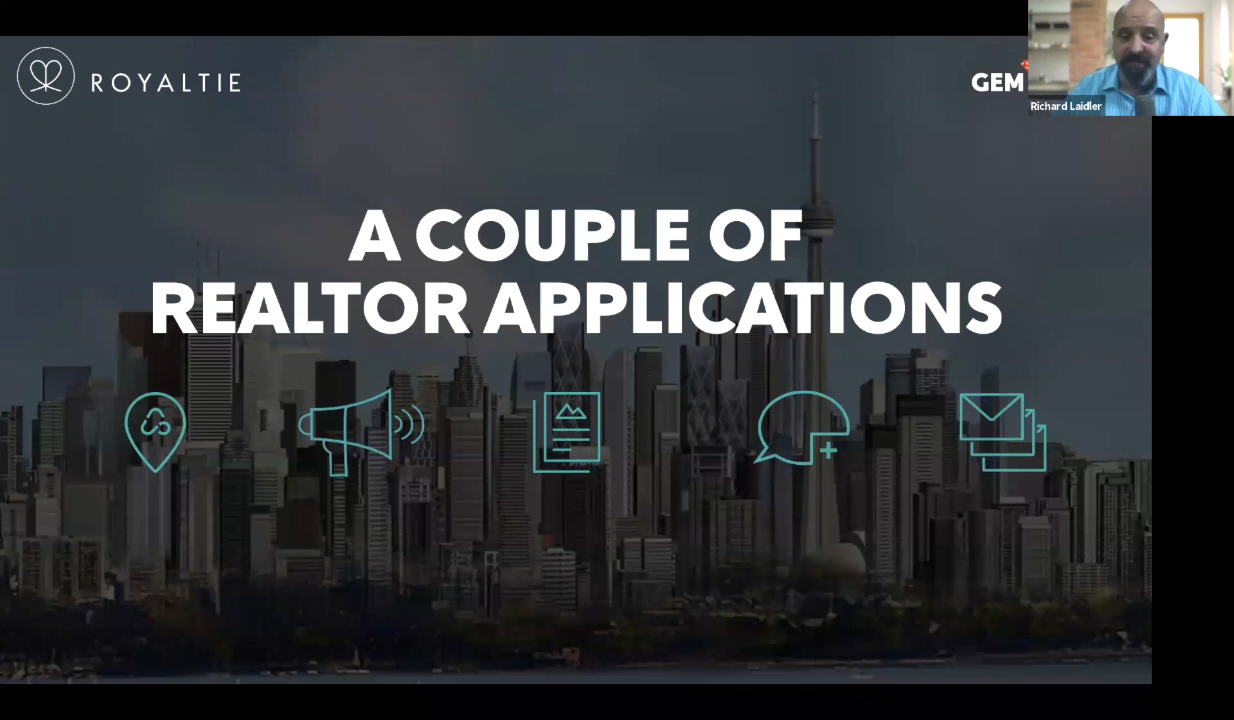 ROYALTIE
GEM
Richard Laidler
A COUPLE OF
REALTOR APPLICATIONS